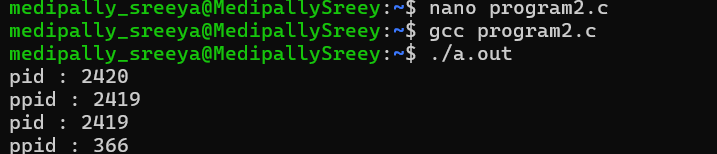 medipally_sreeya@MedipallySreey:~$ nano program2.c
medipally_sreeya@MedipallySreey:~$ gcc program2.c
medipally_sreeya@MedipallySreey:~$ ./a.out
pid : 2420
ppid : 2419
pid : 2419
ppid : 366